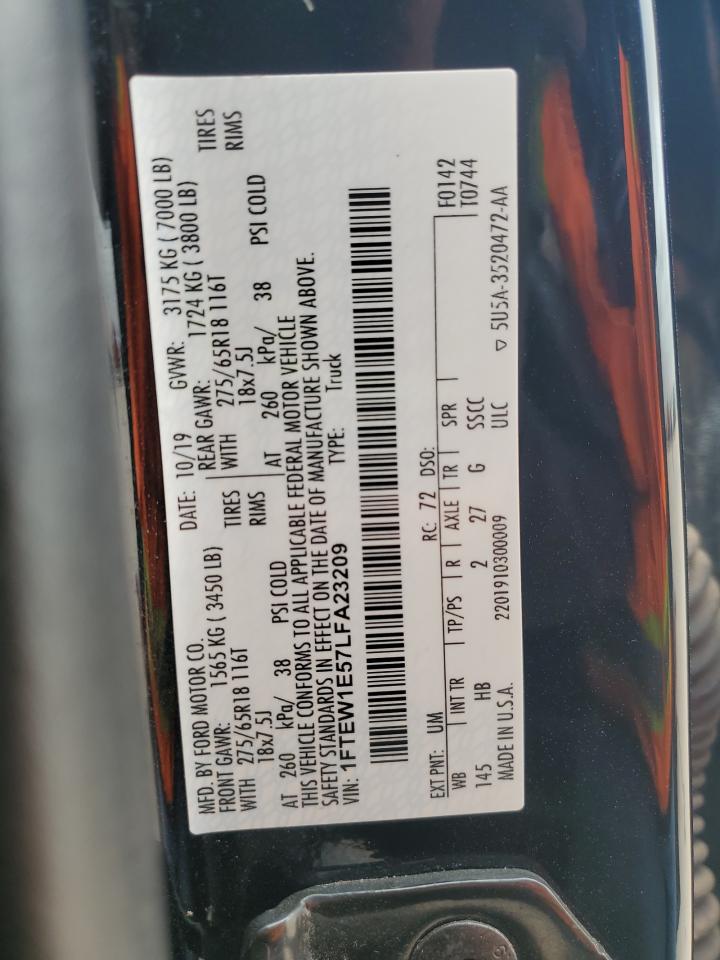 MFD. BY FORD MOTOR CO.
DATE: 10/19 GVWR: 3175 KG ( 7000 LB)
FRONT GAWR: 1565 KG ( 3450 LB) REAR GAWR: 1724 KG ( 3800 LB)
WITH 275/65R18 116T TIRES WITH 275/65R18 116T TIRES
18x7.5J RIMS 18x7.5J RIMS
AT 260 kPa/ 38 PSI COLD AT 260 kPa/ 38 PSI COLD
THIS VEHICLE CONFORMS TO ALL APPLICABLE FEDERAL MOTOR VEHICLE
SAFETY STANDARDS IN EFFECT ON THE DATE OF MANUFACTURE SHOWN ABOVE.
VIN: 1FTEW1E57LFA23209 TYPE: Truck
EXT PNT: UM RC: 72 DSO: F0142
WB INT TR TP/PS R AXLE TR SPR T0744
145 HB 2 27 G SSCC
MADE IN U.S.A. 2201910300009 ULC ▽ 5U5A-3520472-AA